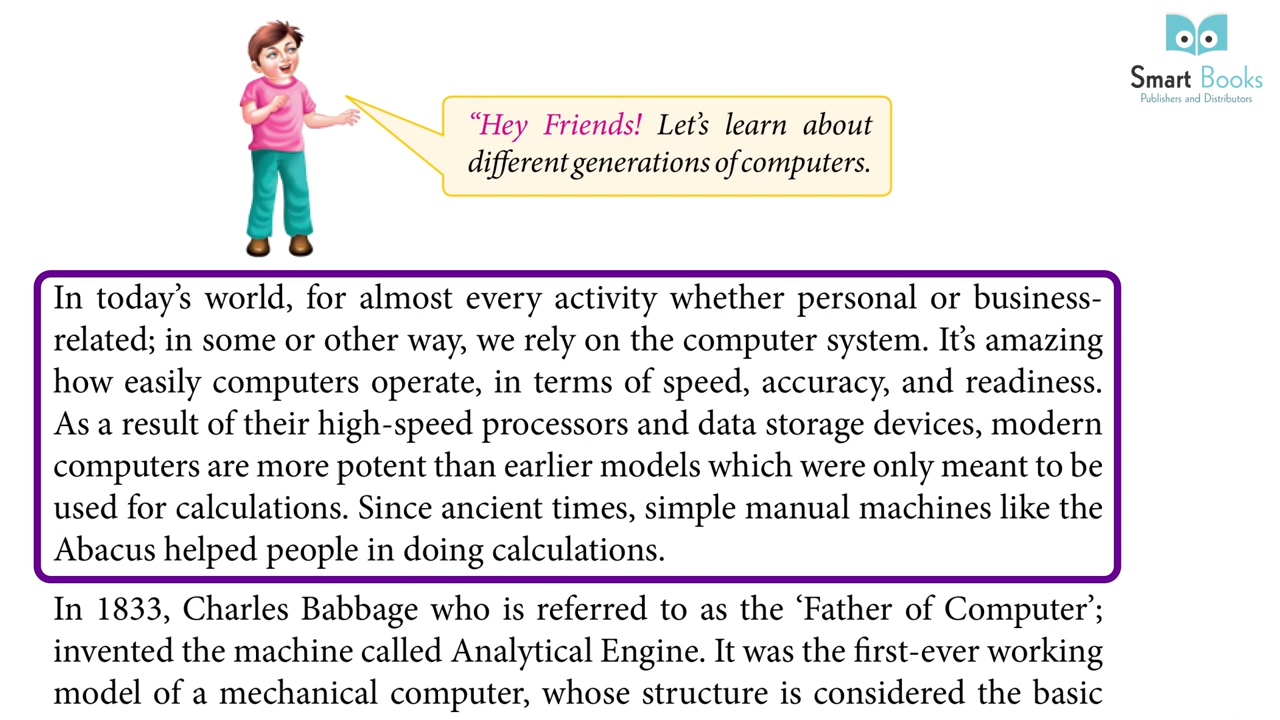 Smart Books
Publishers and Distributors
“Hey Friends! Let’s learn about
different generations of computers.
In today’s world, for almost every activity whether personal or business-
related; in some or other way, we rely on the computer system. It’s amazing
how easily computers operate, in terms of speed, accuracy, and readiness.
As a result of their high-speed processors and data storage devices, modern
computers are more potent than earlier models which were only meant to be
used for calculations. Since ancient times, simple manual machines like the
Abacus helped people in doing calculations.
In 1833, Charles Babbage who is referred to as the ‘Father of Computer’;
invented the machine called Analytical Engine. It was the first-ever working
model of a mechanical computer, whose structure is considered the basic